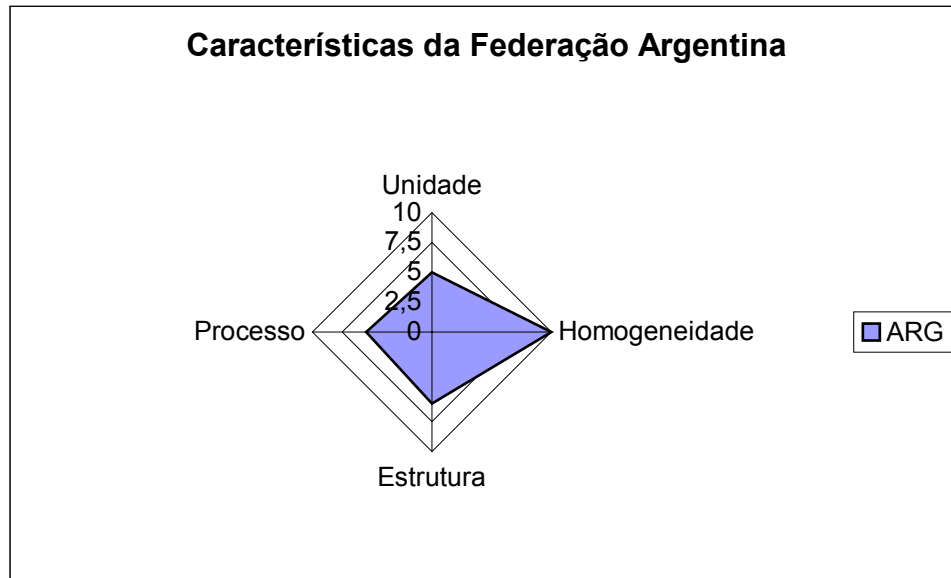 Características da Federação Argentina
Unidade
10
7,5
5
2,5
0
Processo
Homogeneidade
ARG
Estrutura